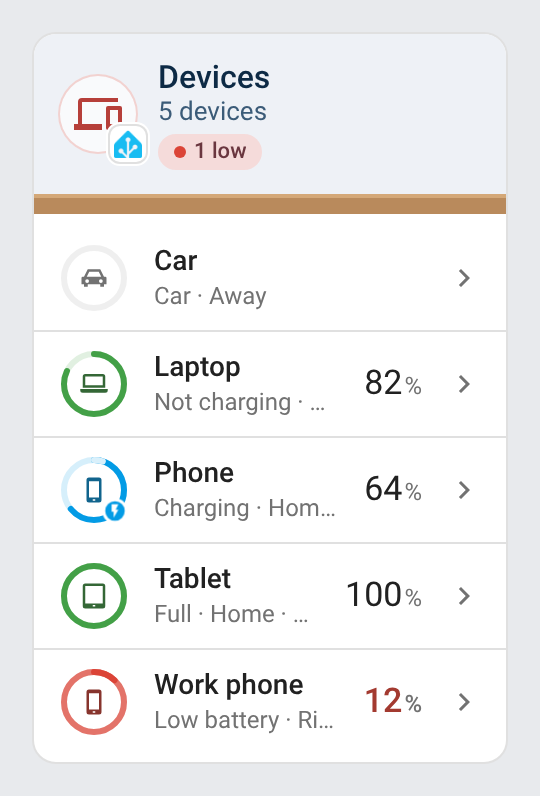 Devices
5 devices
1 low
Car
Car · Away
Laptop
Not charging · …
82%
Phone
Charging · Hom…
64%
Tablet
Full · Home · …
100%
Work phone
Low battery · Ri…
12%